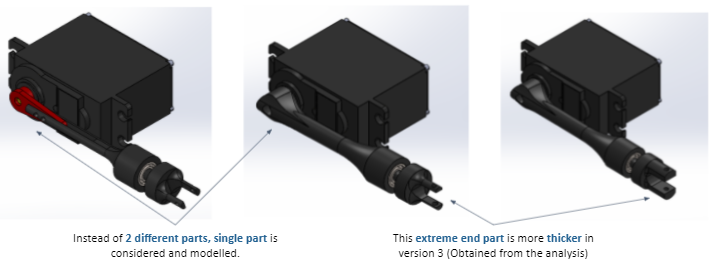 Instead of 2 different parts, single part is
considered and modelled.
This extreme end part is more thicker in
version 3 (Obtained from the analysis)